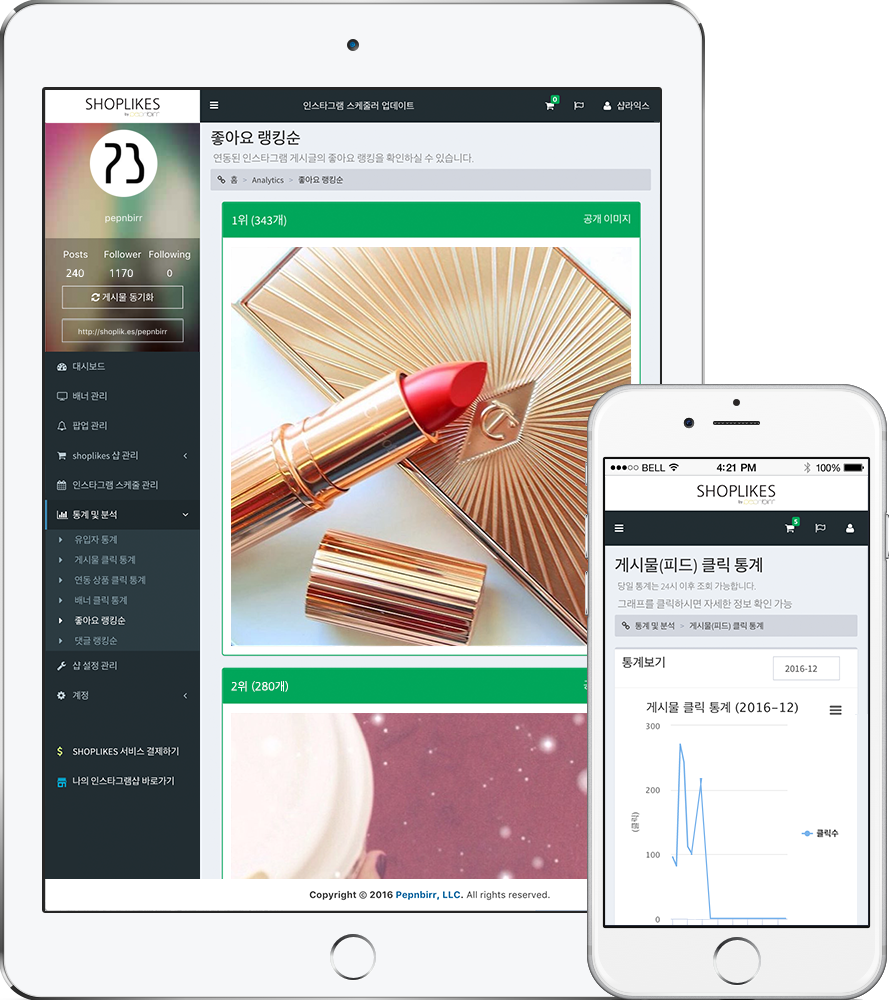 SHOPLIKES
by pepnbirr
인스타그램 스케줄러 업데이트
0
샵라익스
pepnbirr
Posts Follower Following
240 1170 0
게시물 동기화
http://shoplik.es/pepnbirr
대시보드
배너 관리
팝업 관리
shoplikes 샵 관리
인스타그램 스케줄 관리
통계 및 분석
유입자 통계
게시물 클릭 통계
연동 상품 클릭 통계
배너 클릭 통계
좋아요 랭킹순
댓글 랭킹순
샵 설정 관리
계정
SHOPLIKES 서비스 결제하기
나의 인스타그램샵 바로가기
좋아요 랭킹순
연동된 인스타그램 게시글의 좋아요 랭킹을 확인하실 수 있습니다.
홈 > Analytics > 좋아요 랭킹순
1위 (343개) 공개 이미지
2위 (280개)
Copyright © 2016 Pepnbirr, LLC. All rights reserved.
BELL 4:21 PM 100%
SHOPLIKES
by pepnbirr
5
게시물(피드) 클릭 통계
당일 통계는 24시 이후 조회 가능합니다.
그래프를 클릭하시면 자세한 정보 확인 가능
통계 및 분석 > 게시물(피드) 클릭 통계
통계보기
2016-12
게시물 클릭 통계 (2016-12)
300
200
100
0
(클릭)
클릭수